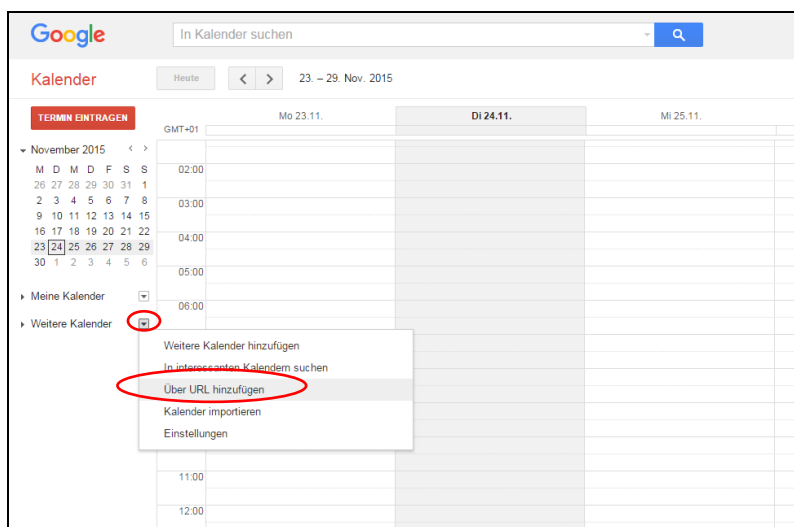 Google
In Kalender suchen
Kalender
Heute
23. – 29. Nov. 2015
TERMIN EINTRAGEN
Mo 23.11.
Di 24.11.
Mi 25.11.
GMT+01
November 2015
M D M D F S S
26 27 28 29 30 31 1
2 3 4 5 6 7 8
9 10 11 12 13 14 15
16 17 18 19 20 21 22
23 24 25 26 27 28 29
30 1 2 3 4 5 6
Meine Kalender
Weitere Kalender
02:00
03:00
04:00
05:00
06:00
Weitere Kalender hinzufügen
In interessanten Kalendern suchen
Über URL hinzufügen
Kalender importieren
Einstellungen
11:00
12:00